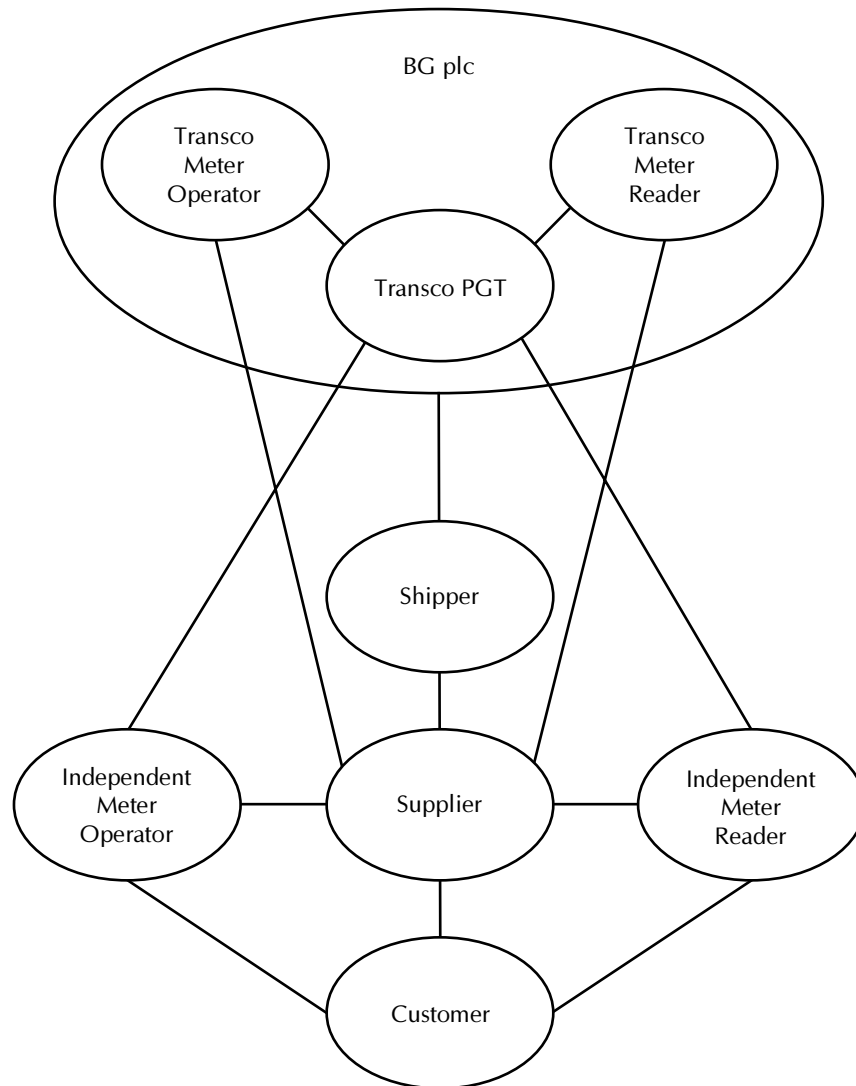 BG plc
Transco
Meter
Operator
Transco
Meter
Reader
Transco PGT
Shipper
Independent
Meter
Operator
Supplier
Independent
Meter
Reader
Customer